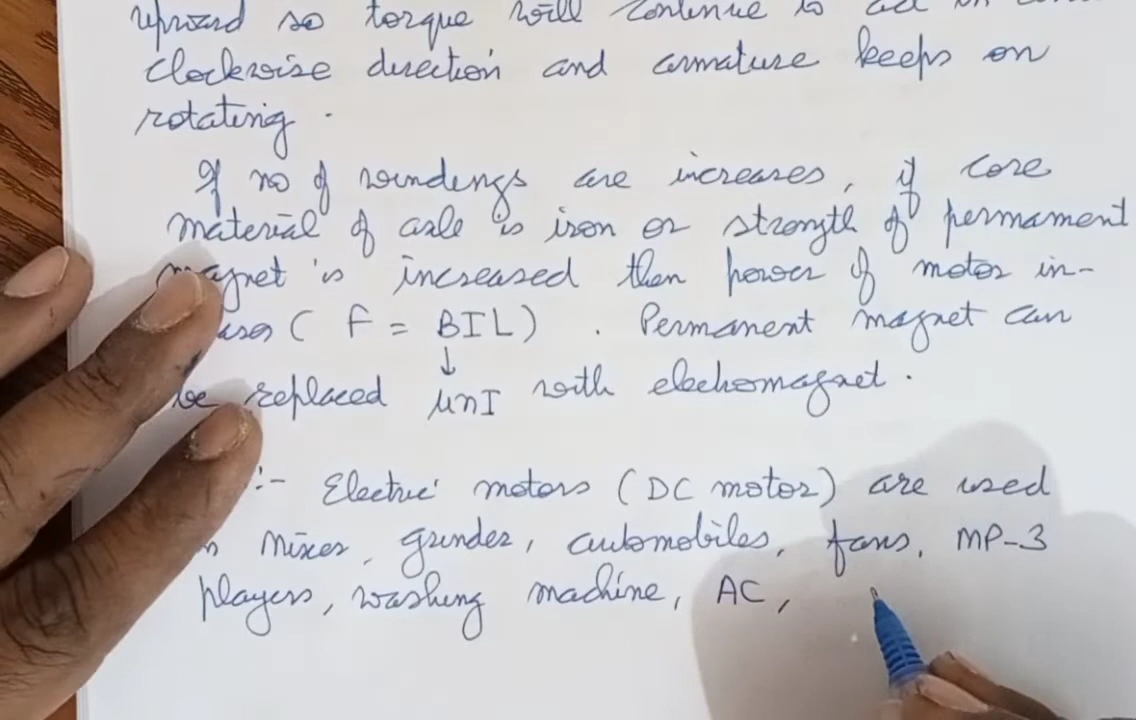 upward so torque will continue to act in
clockwise direction and armature keeps on
rotating.
If no of windings are increases, if core
material of axle is iron or strength of permament
magnet is increased then power of motor in-
ases ( F = BIL ) . Permanent magnet can
↓
be replaced μnI with electromagnet.
:- Electric motors (DC motor) are used
n mixer, grinder, automobiles, fans, MP-3
players, washing machine, AC,